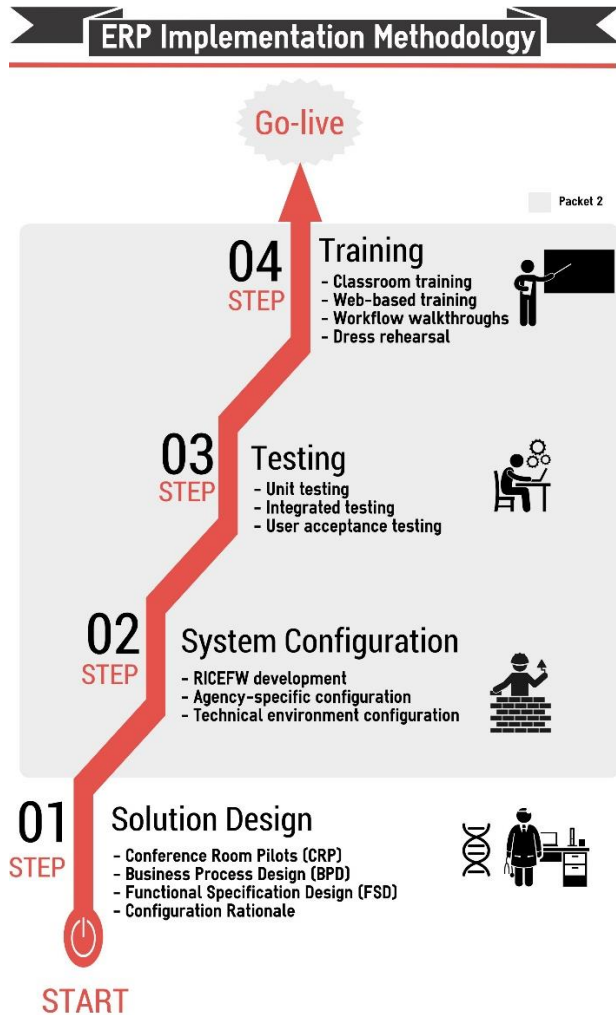 ERP Implementation Methodology
Go-live
Packet 2
04
STEP
Training
- Classroom training
- Web-based training
- Workflow walkthroughs
- Dress rehearsal
03
STEP
Testing
- Unit testing
- Integrated testing
- User acceptance testing
02
STEP
System Configuration
- RICEFW development
- Agency-specific configuration
- Technical environment configuration
01
STEP
Solution Design
- Conference Room Pilots (CRP)
- Business Process Design (BPD)
- Functional Specification Design (FSD)
- Configuration Rationale
START